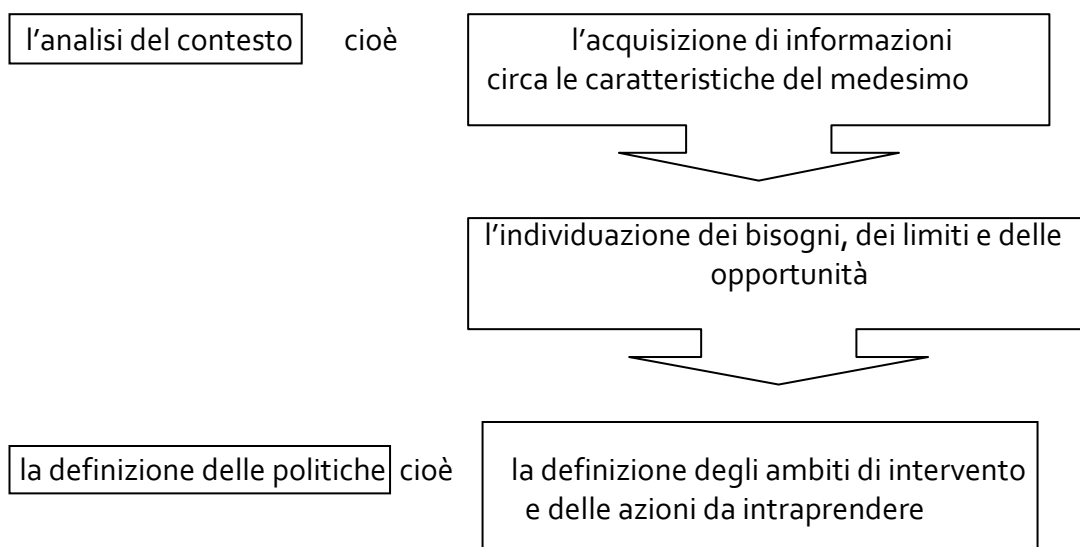 l'analisi del contesto cioè l'acquisizione di informazioni
circa le caratteristiche del medesimo
l'individuazione dei bisogni, dei limiti e delle
opportunità
la definizione delle politiche cioè la definizione degli ambiti di intervento
e delle azioni da intraprendere